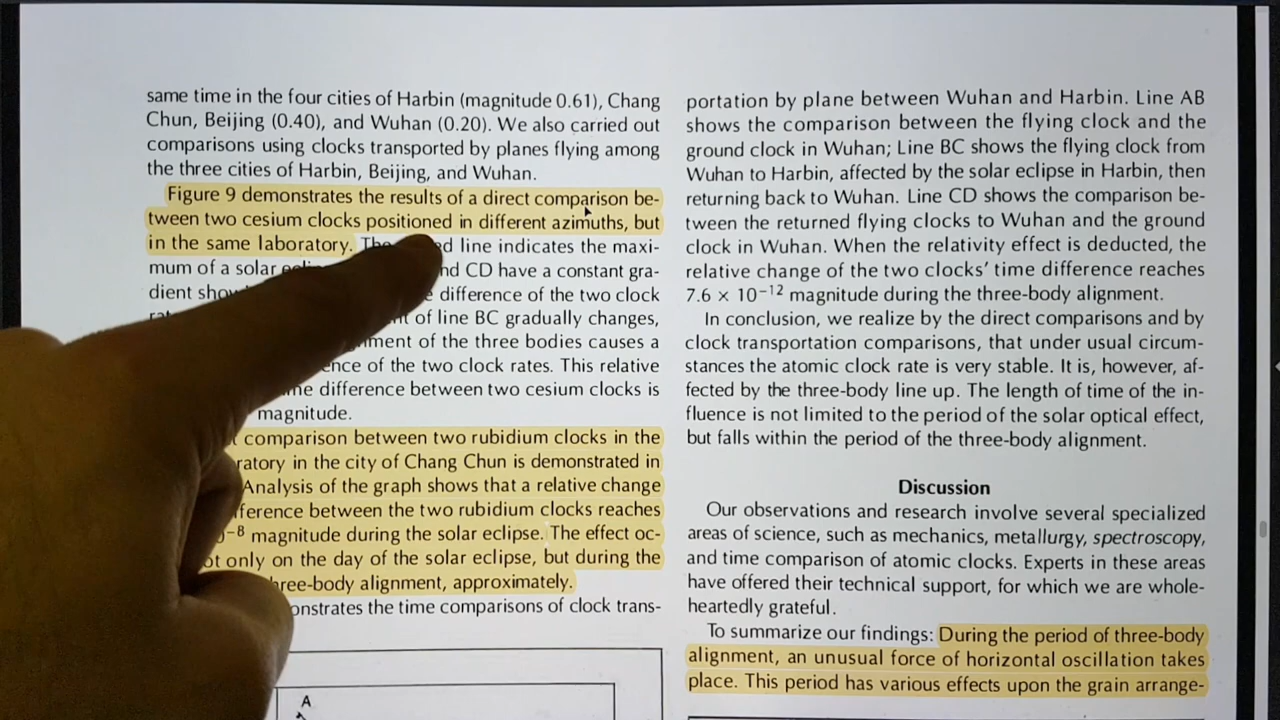 same time in the four cities of Harbin (magnitude 0.61), Chang
Chun, Beijing (0.40), and Wuhan (0.20). We also carried out
comparisons using clocks transported by planes flying among
the three cities of Harbin, Beijing, and Wuhan.
Figure 9 demonstrates the results of a direct comparison be-
tween two cesium clocks positioned in different azimuths, but
in the same laboratory. line indicates the maxi-
mum of a solar CD have a constant gra-
dient difference of the two clock
of line BC gradually changes,
of the three bodies causes a
of the two clock rates. This relative
difference between two cesium clocks is
magnitude.
comparison between two rubidium clocks in the
in the city of Chang Chun is demonstrated in
Analysis of the graph shows that a relative change
between the two rubidium clocks reaches
magnitude during the solar eclipse. The effect oc-
only on the day of the solar eclipse, but during the
alignment, approximately.
the time comparisons of clock trans-
A
portation by plane between Wuhan and Harbin. Line AB
shows the comparison between the flying clock and the
ground clock in Wuhan; Line BC shows the flying clock from
Wuhan to Harbin, affected by the solar eclipse in Harbin, then
returning back to Wuhan. Line CD shows the comparison be-
tween the returned flying clocks to Wuhan and the ground
clock in Wuhan. When the relativity effect is deducted, the
relative change of the two clocks' time difference reaches
7.6 × 10⁻¹² magnitude during the three-body alignment.
In conclusion, we realize by the direct comparisons and by
clock transportation comparisons, that under usual circum-
stances the atomic clock rate is very stable. It is, however, af-
fected by the three-body line up. The length of time of the in-
fluence is not limited to the period of the solar optical effect,
but falls within the period of the three-body alignment.
Discussion
Our observations and research involve several specialized
areas of science, such as mechanics, metallurgy, spectroscopy,
and time comparison of atomic clocks. Experts in these areas
have offered their technical support, for which we are whole-
heartedly grateful.
To summarize our findings: During the period of three-body
alignment, an unusual force of horizontal oscillation takes
place. This period has various effects upon the grain arrange-